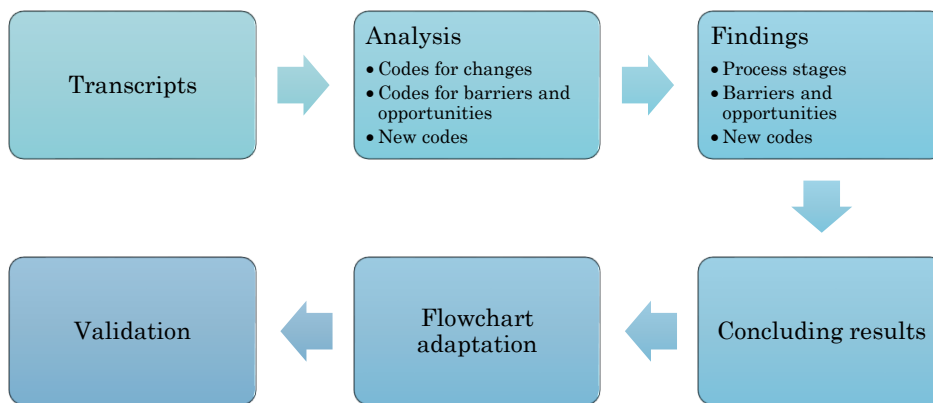 Transcripts
Analysis
• Codes for changes
• Codes for barriers and
opportunities
• New codes
Findings
• Process stages
• Barriers and
opportunities
• New codes
Concluding results
Flowchart
adaptation
Validation